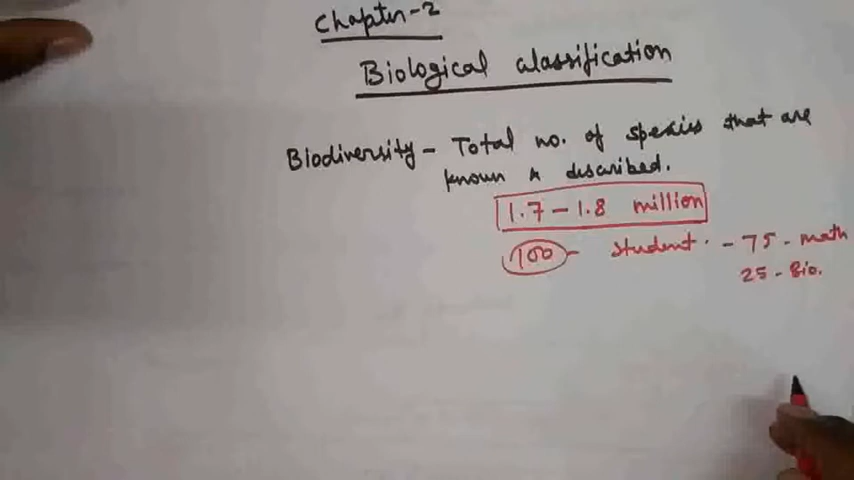 Chapter-2
Biological classification
Biodiversity - Total no. of species that are
known & discribed.
1.7 - 1.8 million
100 - student - 75 - math
25 - Bio.